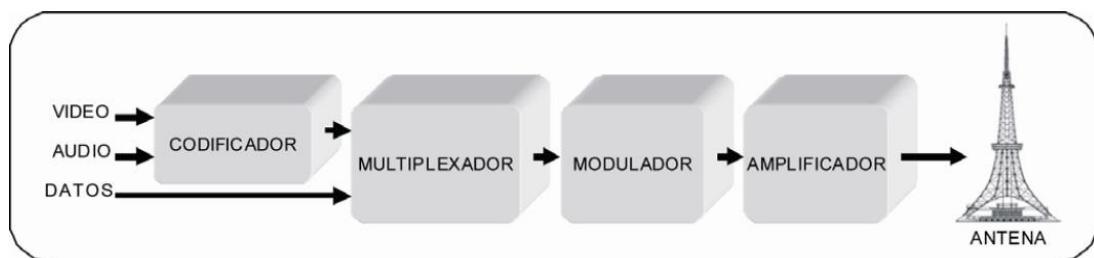 VIDEO
AUDIO
DATOS
CODIFICADOR
MULTIPLEXADOR
MODULADOR
AMPLIFICADOR
ANTENA